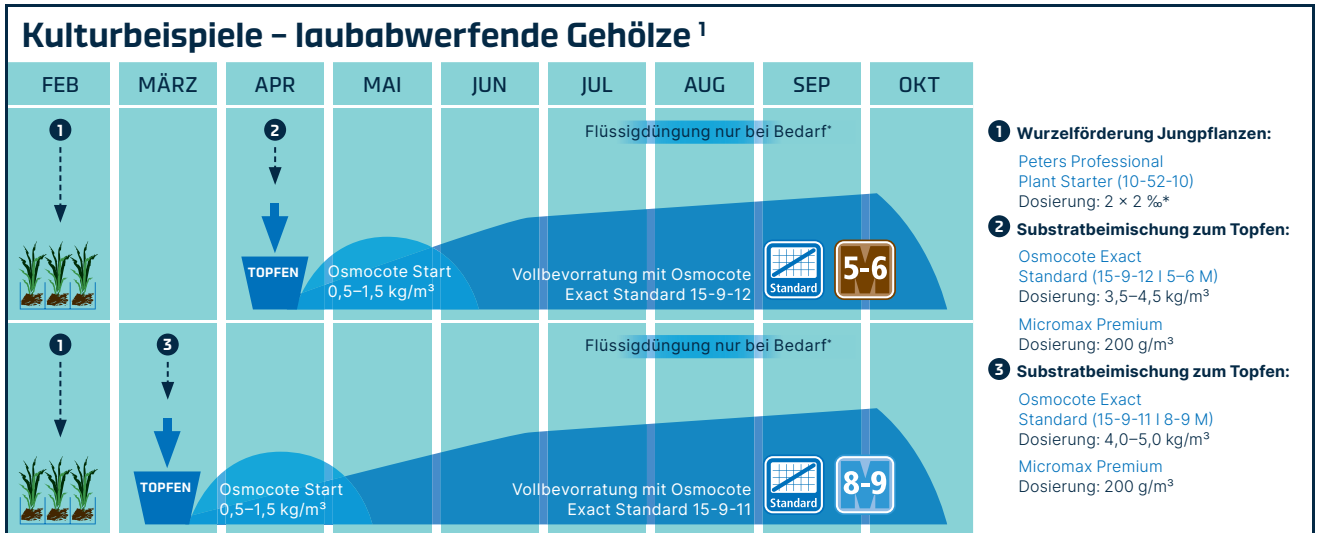 Kulturbeispiele – laubabwerfende Gehölze ¹
FEB MÄRZ APR MAI JUN JUL AUG SEP OKT
1 2 Flüssigdüngung nur bei Bedarf*
TOPFEN
Osmocote Start
0,5–1,5 kg/m³
Vollbevorratung mit Osmocote
Exact Standard 15-9-12
Standard
5-6
1 3 Flüssigdüngung nur bei Bedarf*
TOPFEN
Osmocote Start
0,5–1,5 kg/m³
Vollbevorratung mit Osmocote
Exact Standard 15-9-11
Standard
8-9
1 Wurzelförderung Jungpflanzen:
Peters Professional
Plant Starter (10-52-10)
Dosierung: 2 × 2 ‰*
2 Substratbeimischung zum Topfen:
Osmocote Exact
Standard (15-9-12 I 5–6 M)
Dosierung: 3,5–4,5 kg/m³
Micromax Premium
Dosierung: 200 g/m³
3 Substratbeimischung zum Topfen:
Osmocote Exact
Standard (15-9-11 I 8-9 M)
Dosierung: 4,0–5,0 kg/m³
Micromax Premium
Dosierung: 200 g/m³